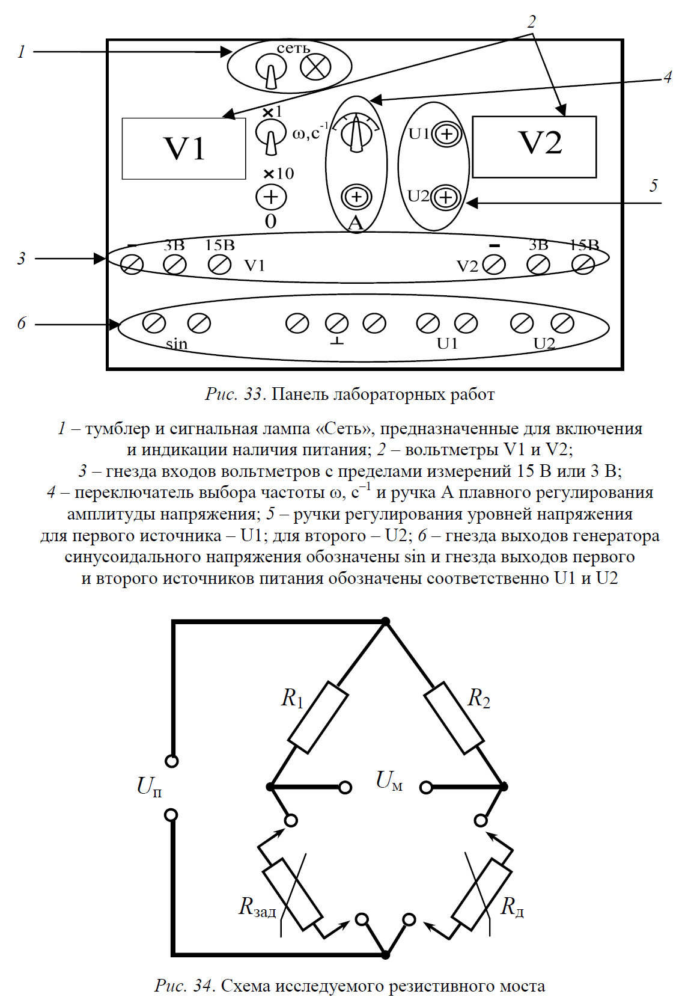 2
1
сеть
4
×1
V1
ω,с⁻¹
U1
V2
×10
U2
5
0
А
–
3В
15В
V1
V2
–
3В
15В
3
6
sin
⊥
U1
U2
Рис. 33. Панель лабораторных работ
1 – тумблер и сигнальная лампа «Сеть», предназначенные для включения
и индикации наличия питания; 2 – вольтметры V1 и V2;
3 – гнезда входов вольтметров с пределами измерений 15 В или 3 В;
4 – переключатель выбора частоты ω, с⁻¹ и ручка А плавного регулирования
амплитуды напряжения; 5 – ручки регулирования уровней напряжения
для первого источника – U1; для второго – U2; 6 – гнезда выходов генератора
синусоидального напряжения обозначены sin и гнезда выходов первого
и второго источников питания обозначены соответственно U1 и U2
R1
R2
Uп
Uм
Rзад
Rд
Рис. 34. Схема исследуемого резистивного моста